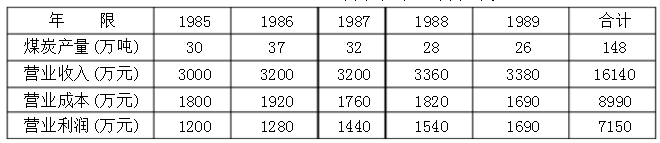 年 限 1985 1986 1987 1988 1989 合计
煤炭产量(万吨) 30 37 32 28 26 148
营业收入(万元) 3000 3200 3200 3360 3380 16140
营业成本(万元) 1800 1920 1760 1820 1690 8990
营业利润(万元) 1200 1280 1440 1540 1690 7150